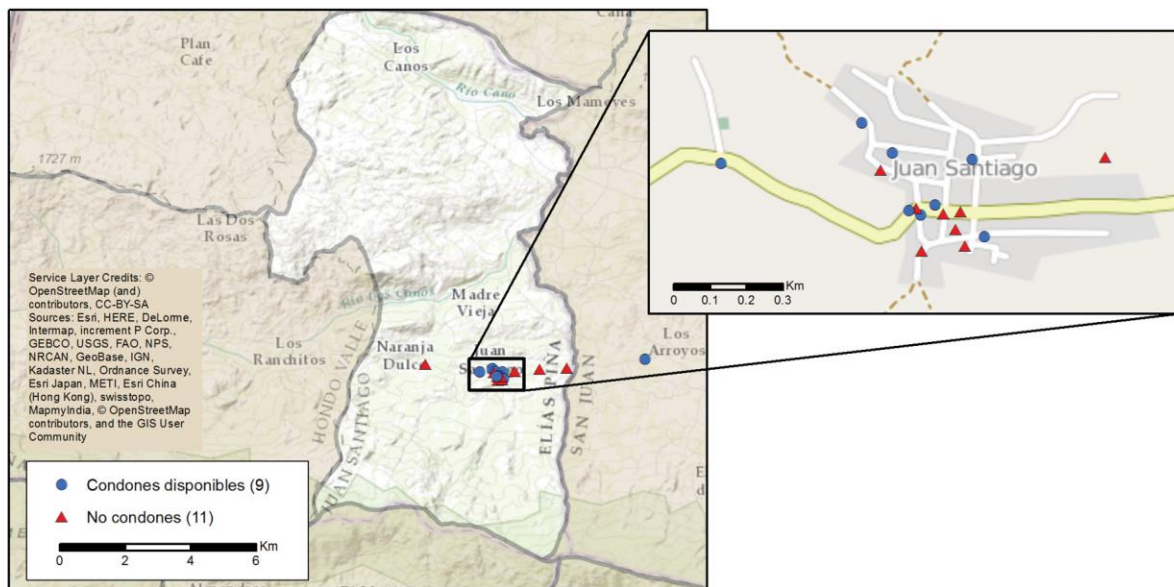 Plan
Cafe
Los
Canos
Rio Cano
Los Mameyes
1727 m
Las Dos
Rosas
Service Layer Credits: ©
OpenStreetMap (and)
contributors, CC-BY-SA
Sources: Esri, HERE, DeLorme,
Intermap, increment P Corp.,
GEBCO, USGS, FAO, NPS,
NRCAN, GeoBase, IGN,
Kadaster NL, Ordnance Survey,
Esri Japan, METI, Esri China
(Hong Kong), swisstopo,
MapmyIndia, © OpenStreetMap
contributors, and the GIS User
Community
Rio Los Canos
Madre
Vieja
Los
Ranchitos
Naranja
Dulce
Juan
Los
Arroyos
HONDO VALLE
JUAN SANTIAGO
ELÍAS PIÑA
SAN JUAN
Condones disponibles (9)
No condones (11)
Km
0 2 4 6
Juan Santiago
Km
0 0.1 0.2 0.3